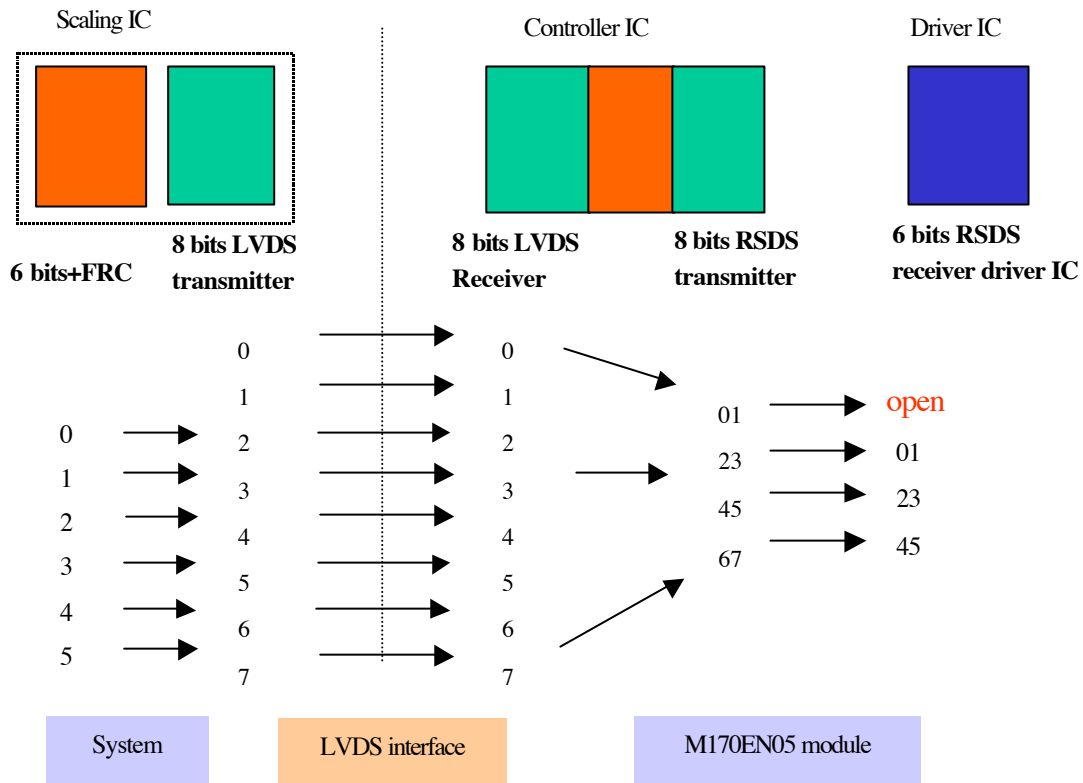 Scaling IC
Controller IC
Driver IC
6 bits+FRC
8 bits LVDS
transmitter
8 bits LVDS
Receiver
8 bits RSDS
transmitter
6 bits RSDS
receiver driver IC
0
1
2
3
4
5
0
1
2
3
4
5
6
7
0
1
2
3
4
5
6
7
01
23
45
67
open
01
23
45
System
LVDS interface
M170EN05 module